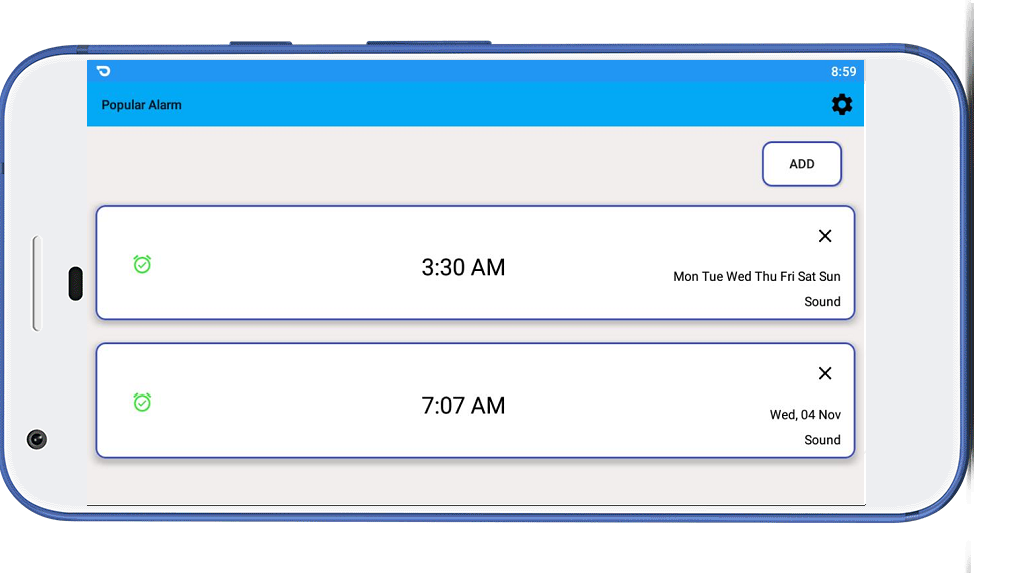 8:59
Popular Alarm
ADD
3:30 AM
Mon Tue Wed Thu Fri Sat Sun
Sound
7:07 AM
Wed, 04 Nov
Sound